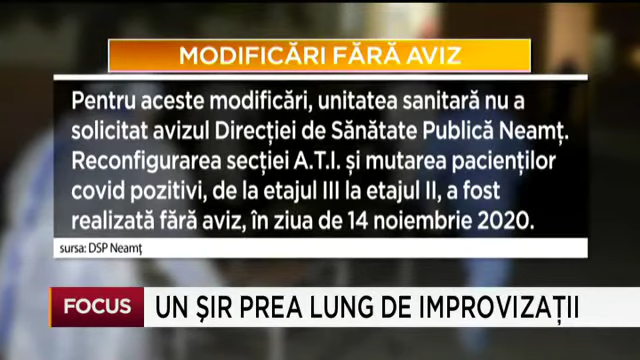 MODIFICĂRI FĂRĂ AVIZ
Pentru aceste modificări, unitatea sanitară nu a
solicitat avizul Direcției de Sănătate Publică Neamț.
Reconfigurarea secției A.T.I. și mutarea pacienților
covid pozitivi, de la etajul III la etajul II, a fost
realizată fără aviz, în ziua de 14 noiembrie 2020.
sursa: DSP Neamț
FOCUS UN ȘIR PREA LUNG DE IMPROVIZAȚII